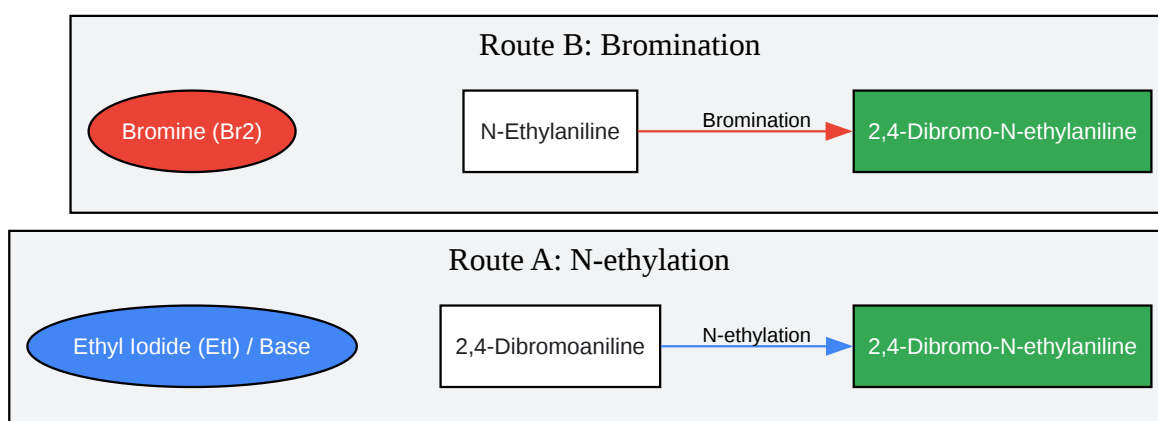 Route B: Bromination
Bromine (Br2)
N-Ethylaniline
Bromination
2,4-Dibromo-N-ethylaniline
Route A: N-ethylation
Ethyl Iodide (EtI) / Base
2,4-Dibromoaniline
N-ethylation
2,4-Dibromo-N-ethylaniline